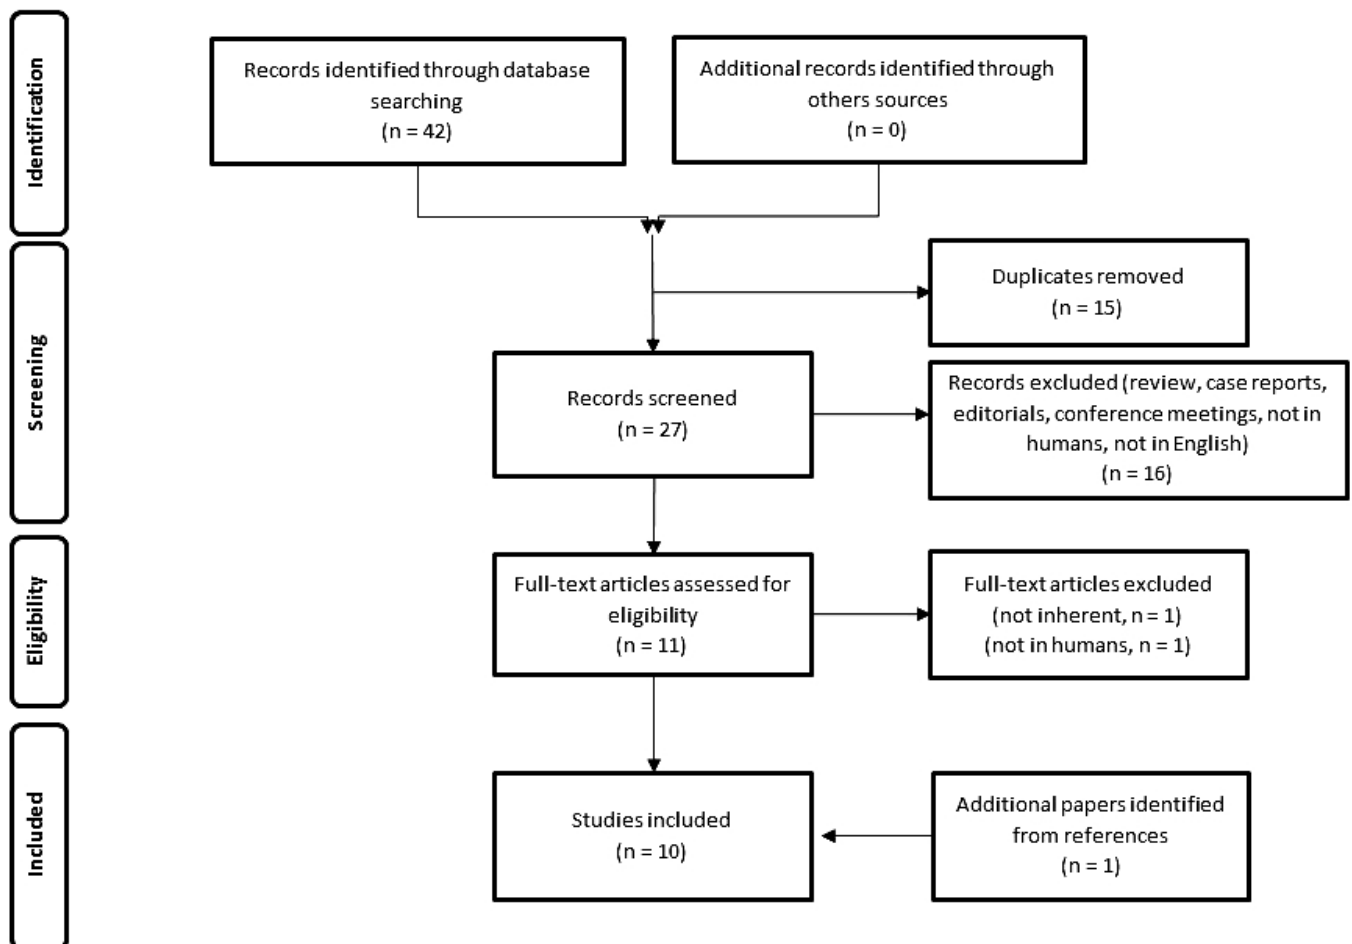 Identification
Records identified through database
searching
(n = 42)
Additional records identified through
others sources
(n = 0)
Screening
Duplicates removed
(n = 15)
Records screened
(n = 27)
Records excluded (review, case reports,
editorials, conference meetings, not in
humans, not in English)
(n = 16)
Eligibility
Full-text articles assessed for
eligibility
(n = 11)
Full-text articles excluded
(not inherent, n = 1)
(not in humans, n = 1)
Included
Studies included
(n = 10)
Additional papers identified
from references
(n = 1)